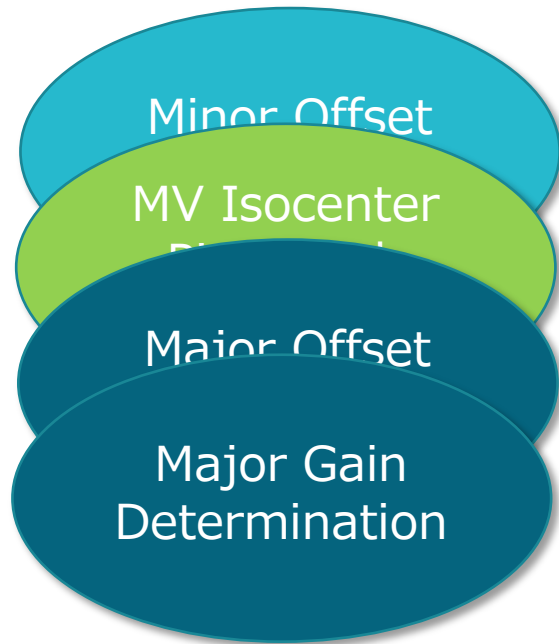 Minor Offset
MV Isocenter
Major Offset
Major Gain
Determination